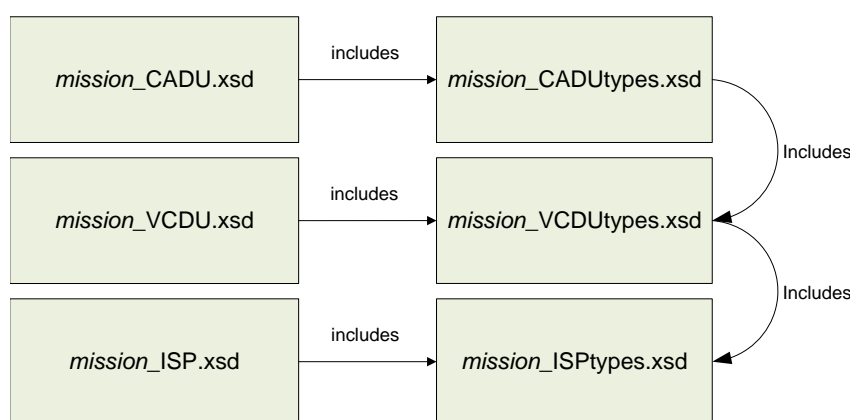 mission_CADU.xsd
includes
mission_CADUtypes.xsd
Includes
mission_VCDU.xsd
includes
mission_VCDUtypes.xsd
Includes
mission_ISP.xsd
includes
mission_ISPtypes.xsd